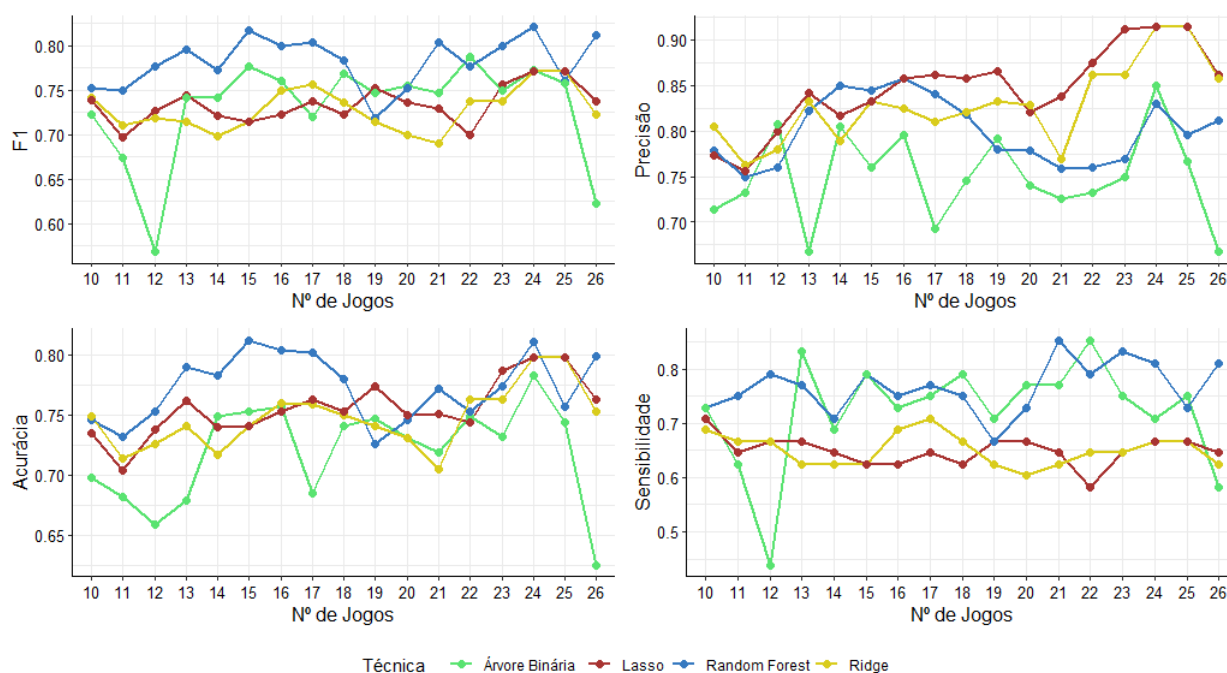 F1
0.80
0.75
0.70
0.65
0.60
10 11 12 13 14 15 16 17 18 19 20 21 22 23 24 25 26
Nº de Jogos
Precisão
0.90
0.85
0.80
0.75
0.70
10 11 12 13 14 15 16 17 18 19 20 21 22 23 24 25 26
Nº de Jogos
Acurácia
0.80
0.75
0.70
0.65
10 11 12 13 14 15 16 17 18 19 20 21 22 23 24 25 26
Nº de Jogos
Sensibilidade
0.8
0.7
0.6
0.5
10 11 12 13 14 15 16 17 18 19 20 21 22 23 24 25 26
Nº de Jogos
Técnica Árvore Binária Lasso Random Forest Ridge